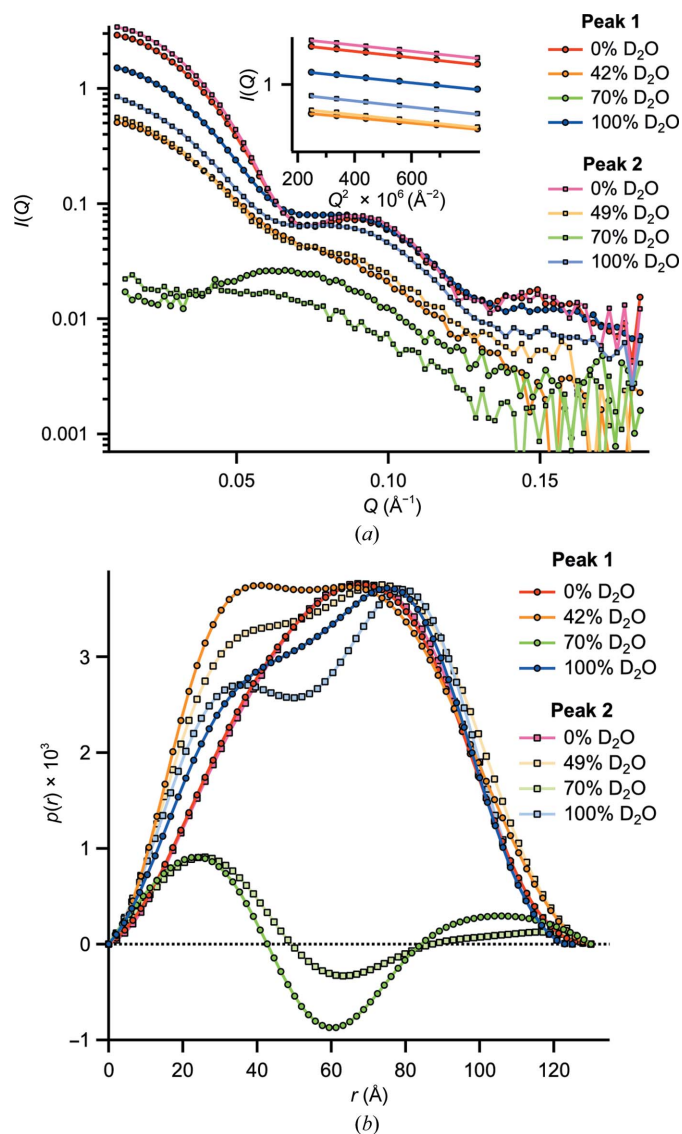 (a)
I(Q)
1
0.1
0.01
0.001
0.05
0.10
0.15
Q (Å⁻¹)
I(Q)
1
200
400
600
Q² × 10⁶ (Å⁻²)
Peak 1
0% D₂O
42% D₂O
70% D₂O
100% D₂O
Peak 2
0% D₂O
49% D₂O
70% D₂O
100% D₂O
(b)
p(r) × 10³
3
2
1
0
−1
0
20
40
60
80
100
120
r (Å)
Peak 1
0% D₂O
42% D₂O
70% D₂O
100% D₂O
Peak 2
0% D₂O
49% D₂O
70% D₂O
100% D₂O